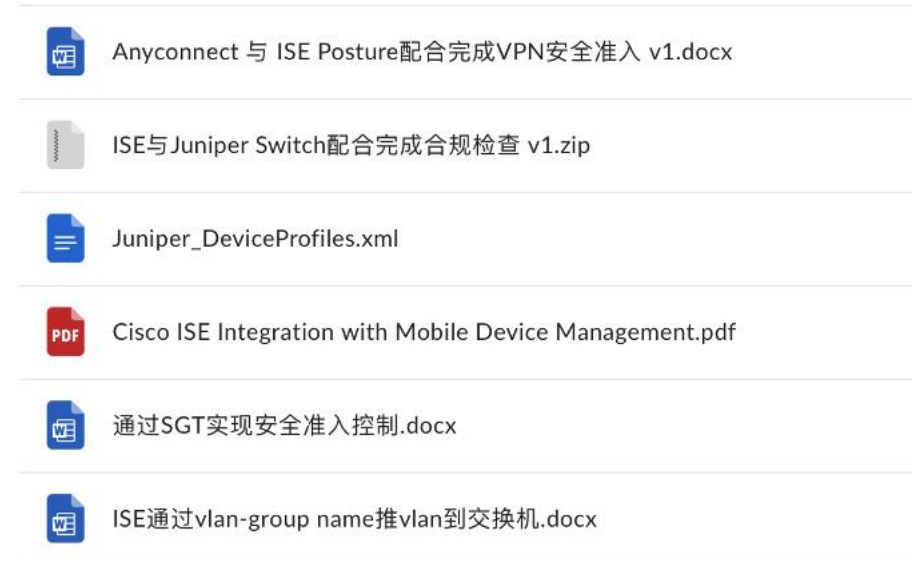 Anyconnect 与 ISE Posture配合完成VPN安全准入 v1.docx
ISE与Juniper Switch配合完成合规检查 v1.zip
Juniper_DeviceProfiles.xml
PDF Cisco ISE Integration with Mobile Device Management.pdf
通过SGT实现安全准入控制.docx
ISE通过vlan-group name推vlan到交换机.docx